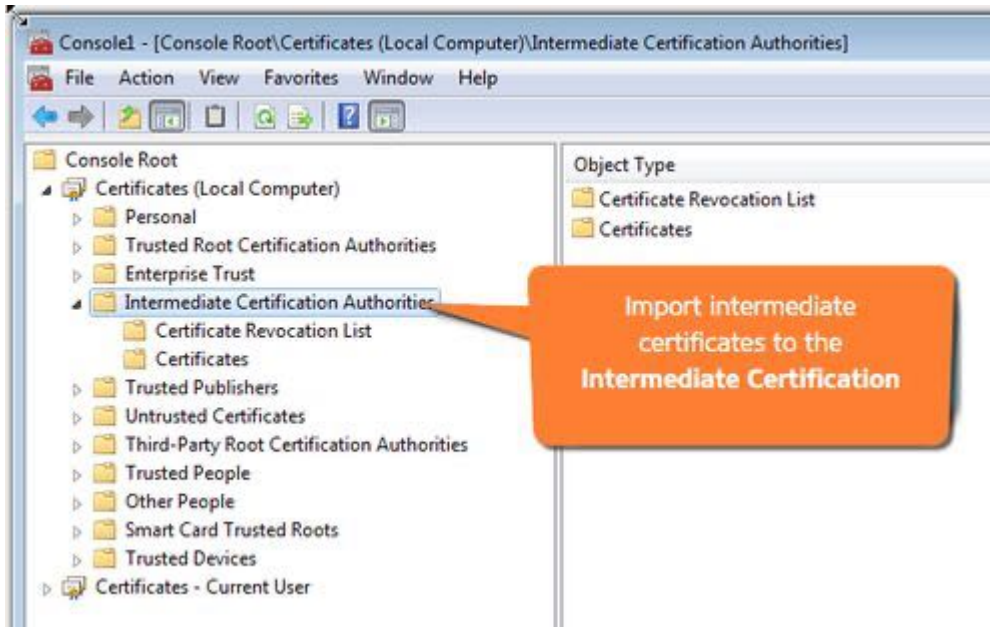 Console1 - [Console Root\Certificates (Local Computer)\Intermediate Certification Authorities]
File Action View Favorites Window Help
Console Root
Certificates (Local Computer)
Personal
Trusted Root Certification Authorities
Enterprise Trust
Intermediate Certification Authorities
Certificate Revocation List
Certificates
Trusted Publishers
Untrusted Certificates
Third-Party Root Certification Authorities
Trusted People
Other People
Smart Card Trusted Roots
Trusted Devices
Certificates - Current User
Object Type
Certificate Revocation List
Certificates
Import intermediate
certificates to the
Intermediate Certification